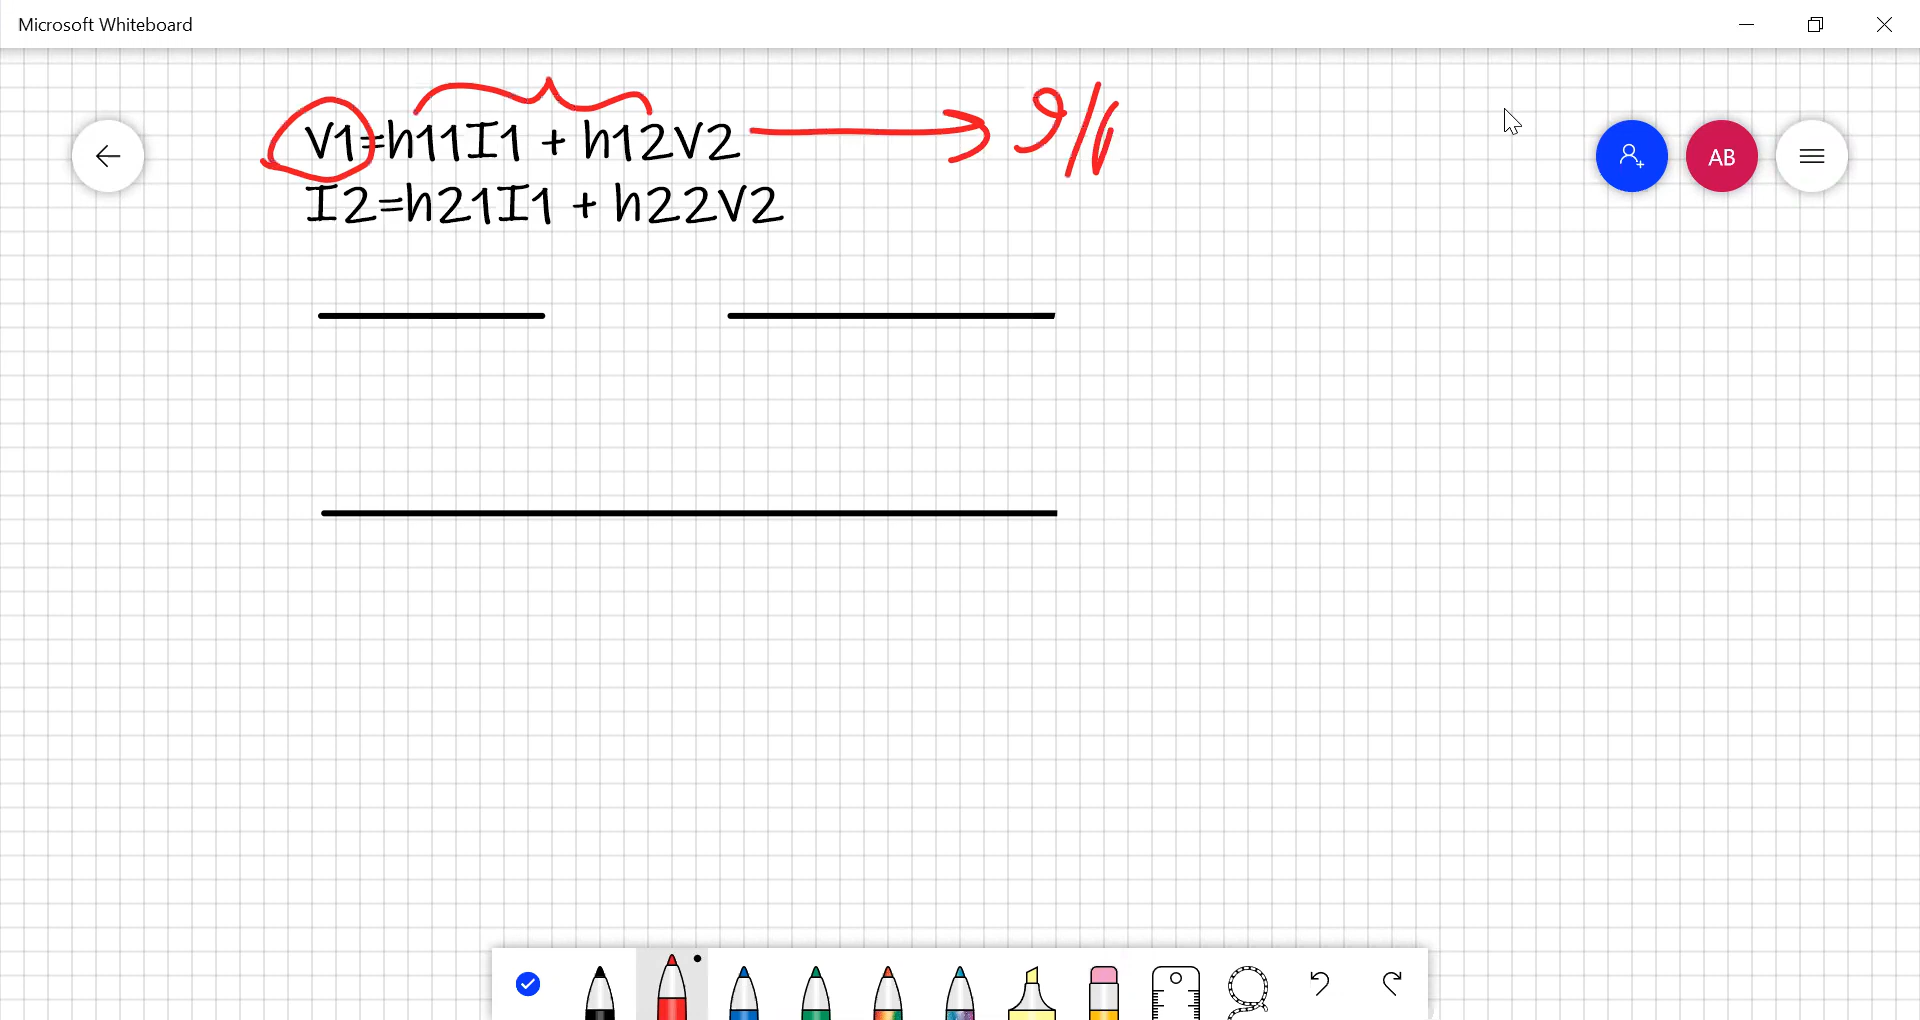 Microsoft Whiteboard
V1=h11I1 + h12V2
I2=h21I1 + h22V2
AB